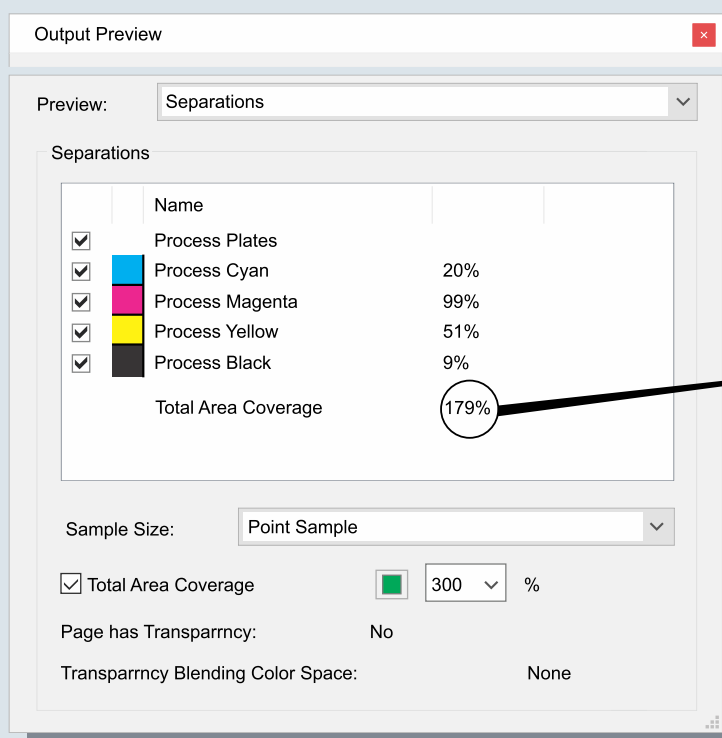 Output Preview
Preview: Separations
Separations
Name
Process Plates
Process Cyan 20%
Process Magenta 99%
Process Yellow 51%
Process Black 9%
Total Area Coverage 179%
Sample Size: Point Sample
Total Area Coverage 300 %
Page has Transparrncy: No
Transparrncy Blending Color Space: None